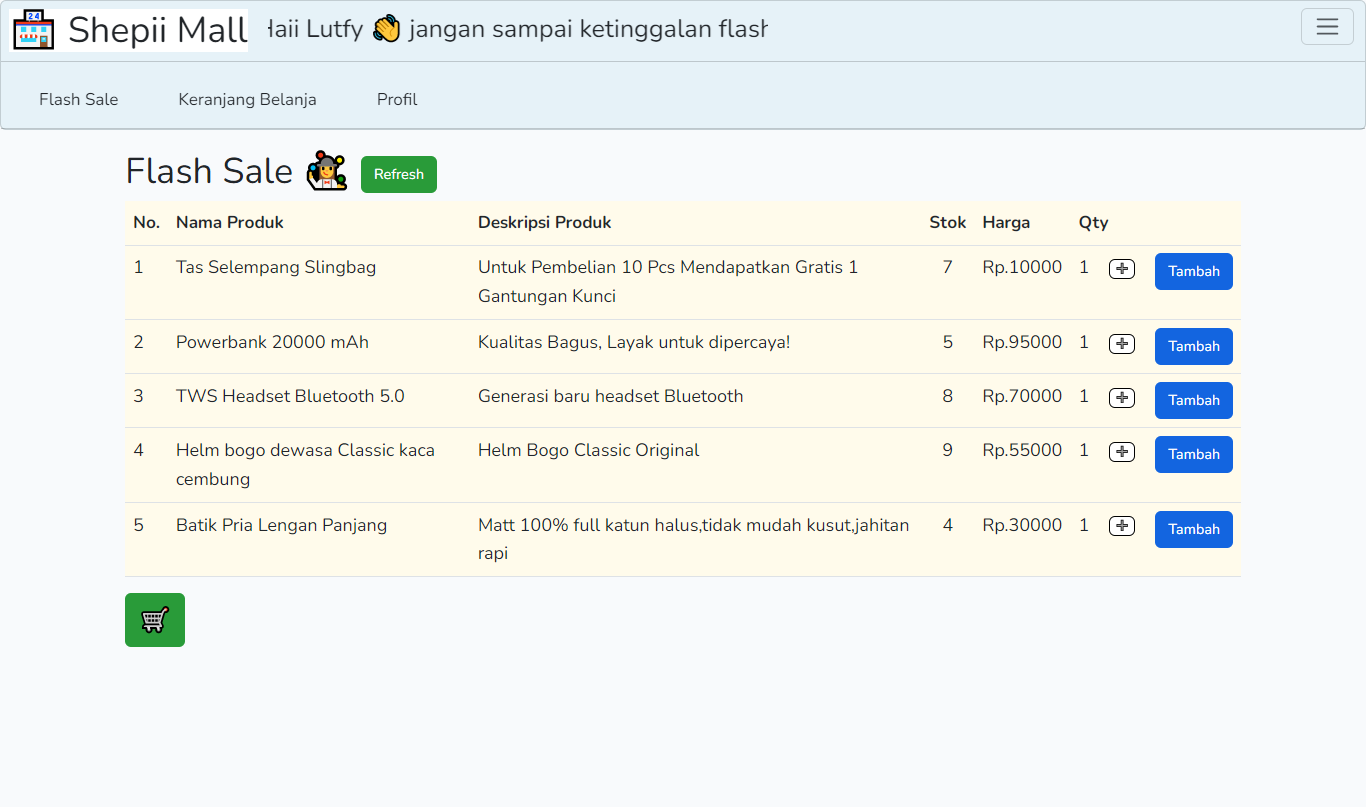 24
Shepii Mall
Haii Lutfy 👋 jangan sampai ketinggalan flash
Flash Sale
Keranjang Belanja
Profil
Flash Sale
Refresh
No. Nama Produk Deskripsi Produk Stok Harga Qty
1 Tas Selempang Slingbag Untuk Pembelian 10 Pcs Mendapatkan Gratis 1 7 Rp.10000 1 Tambah
Gantungan Kunci
2 Powerbank 20000 mAh Kualitas Bagus, Layak untuk dipercaya! 5 Rp.95000 1 Tambah
3 TWS Headset Bluetooth 5.0 Generasi baru headset Bluetooth 8 Rp.70000 1 Tambah
4 Helm bogo dewasa Classic kaca Helm Bogo Classic Original 9 Rp.55000 1 Tambah
cembung
5 Batik Pria Lengan Panjang Matt 100% full katun halus,tidak mudah kusut,jahitan 4 Rp.30000 1 Tambah
rapi